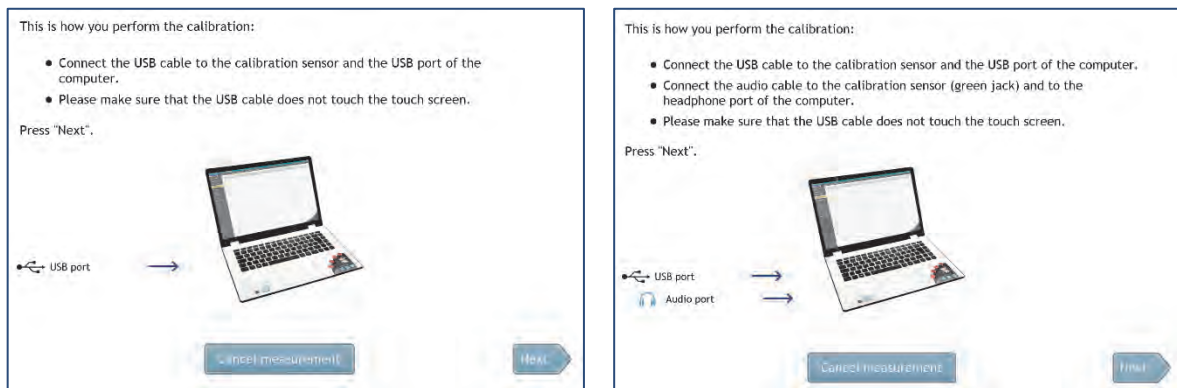 This is how you perform the calibration:
• Connect the USB cable to the calibration sensor and the USB port of the
computer.
• Please make sure that the USB cable does not touch the touch screen.
Press "Next".
USB port
Cancel measurement
Next
This is how you perform the calibration:
• Connect the USB cable to the calibration sensor and the USB port of the computer.
• Connect the audio cable to the calibration sensor (green jack) and to the
headphone port of the computer.
• Please make sure that the USB cable does not touch the touch screen.
Press "Next".
USB port
Audio port
Cancel measurement
Next